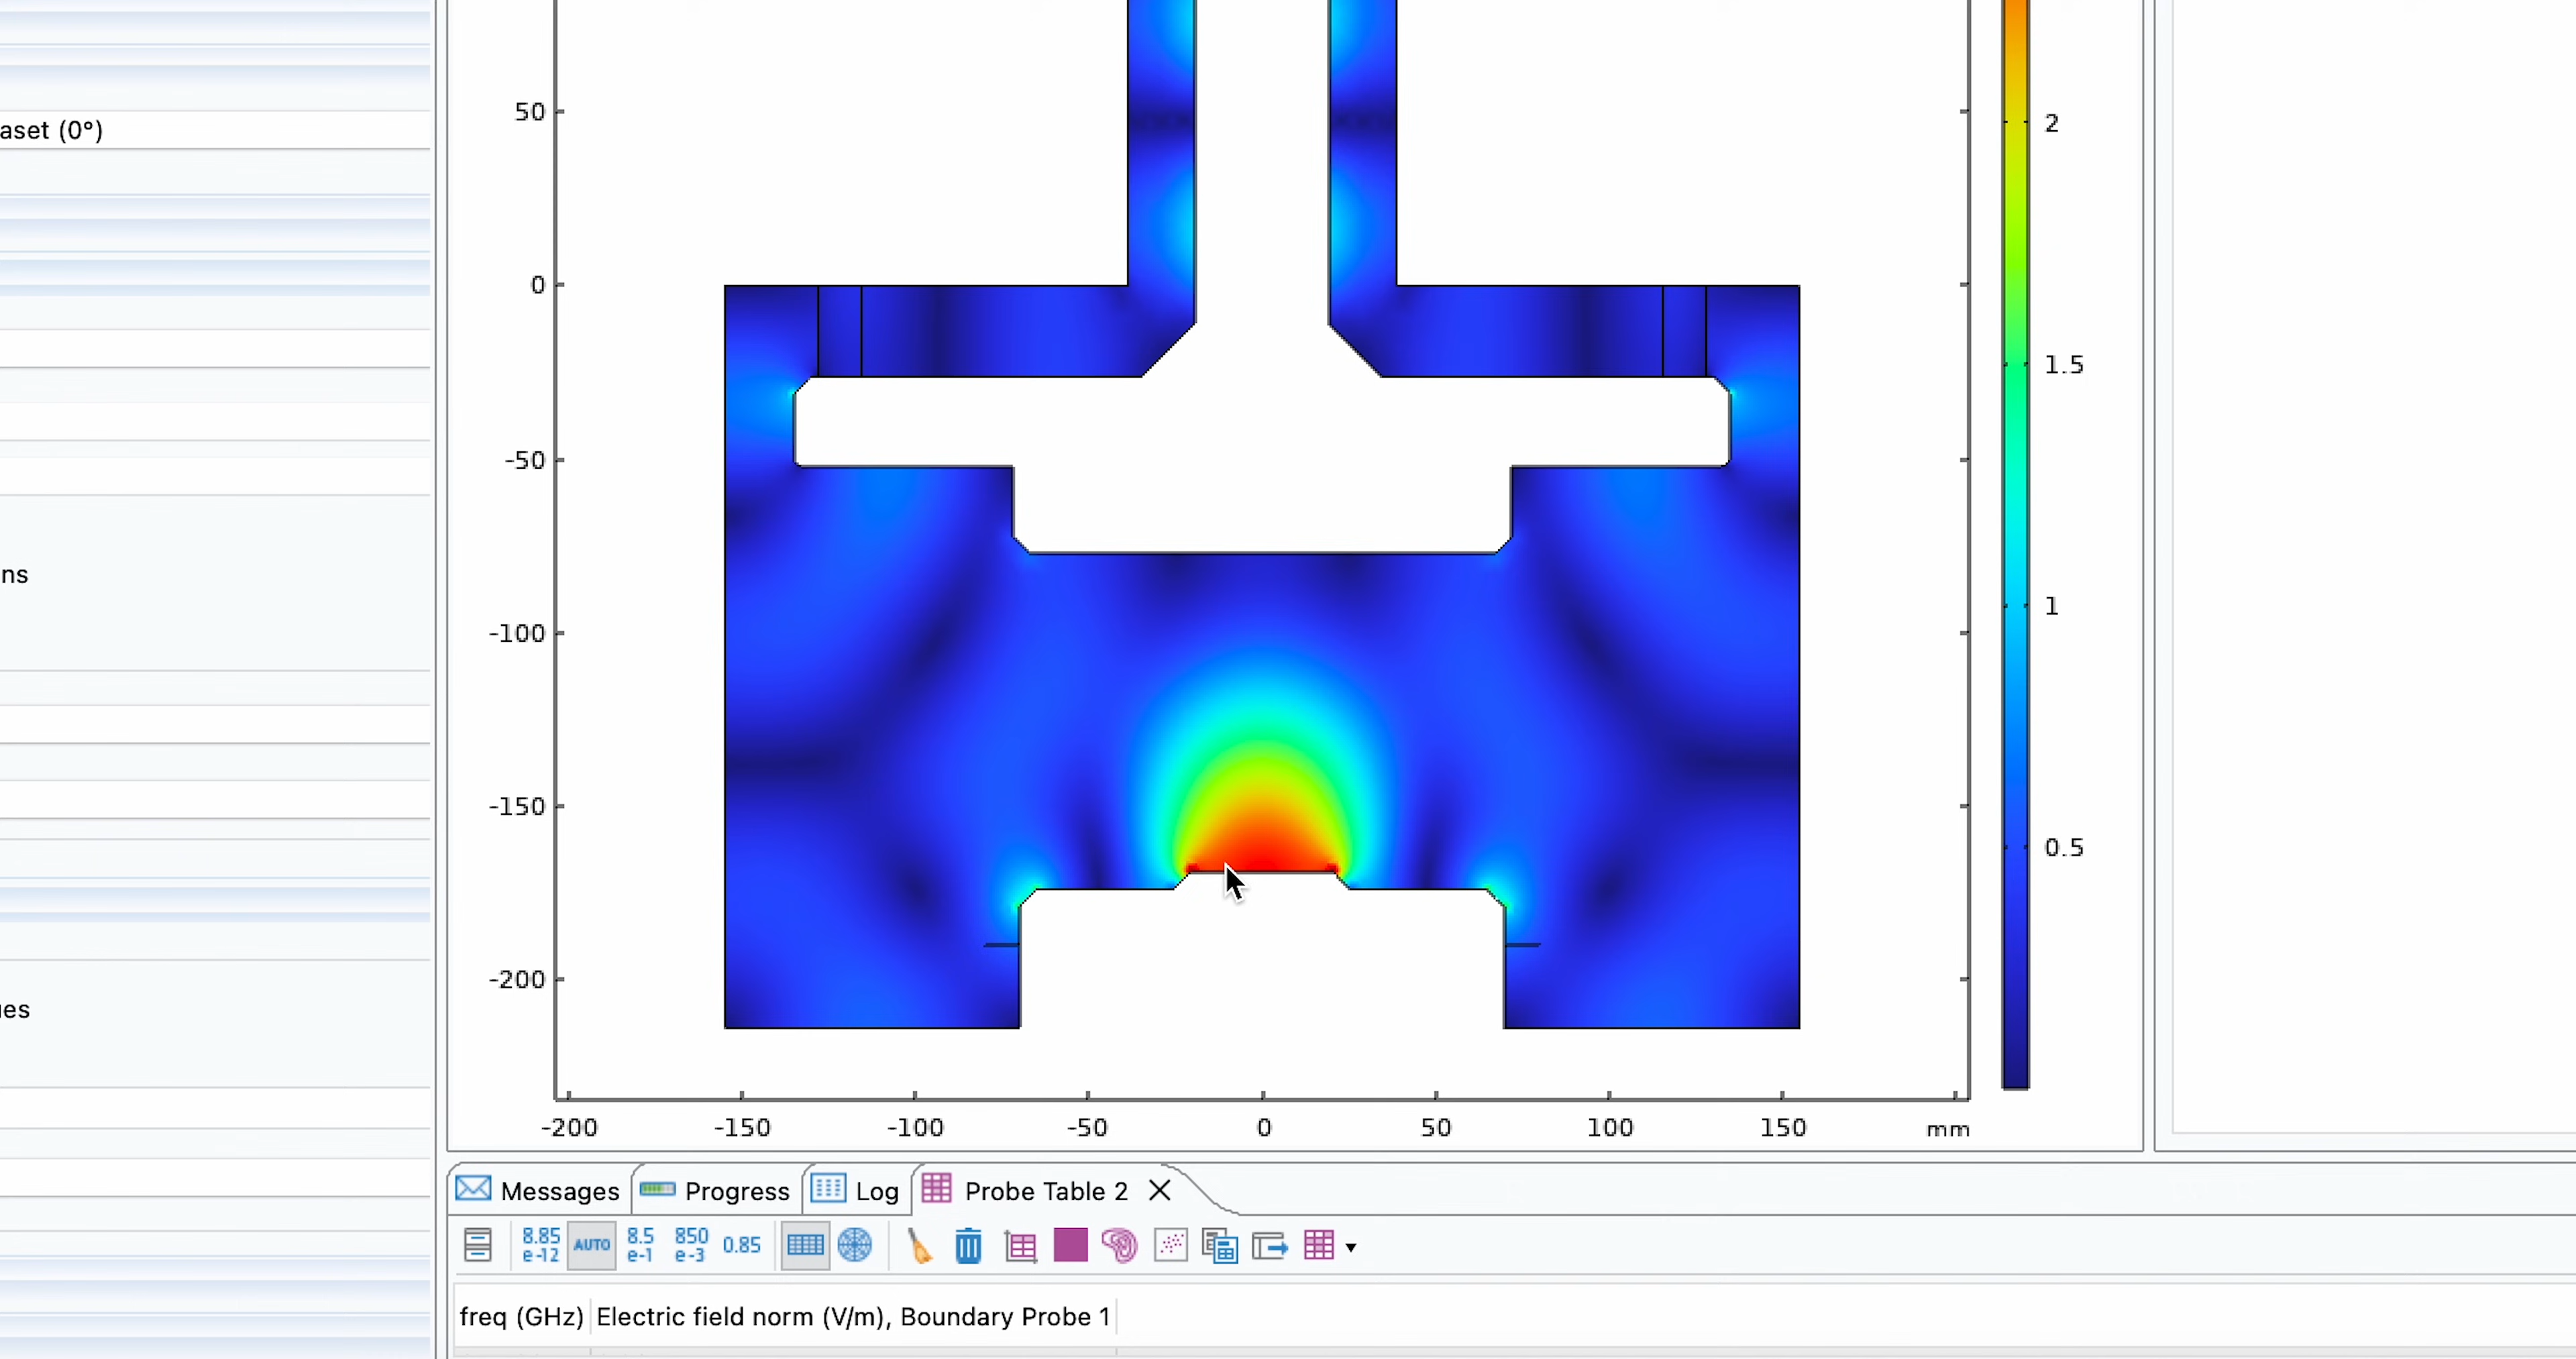 aset (0°)
ns
50
0
-50
-100
-150
-200
-200 -150 -100 -50 0 50 100 150 mm
2
1.5
1
0.5
Messages Progress Log Probe Table 2
8.85 e-12 AUTO 8.5 e-1 850 e-3 0.85
freq (GHz) Electric field norm (V/m), Boundary Probe 1